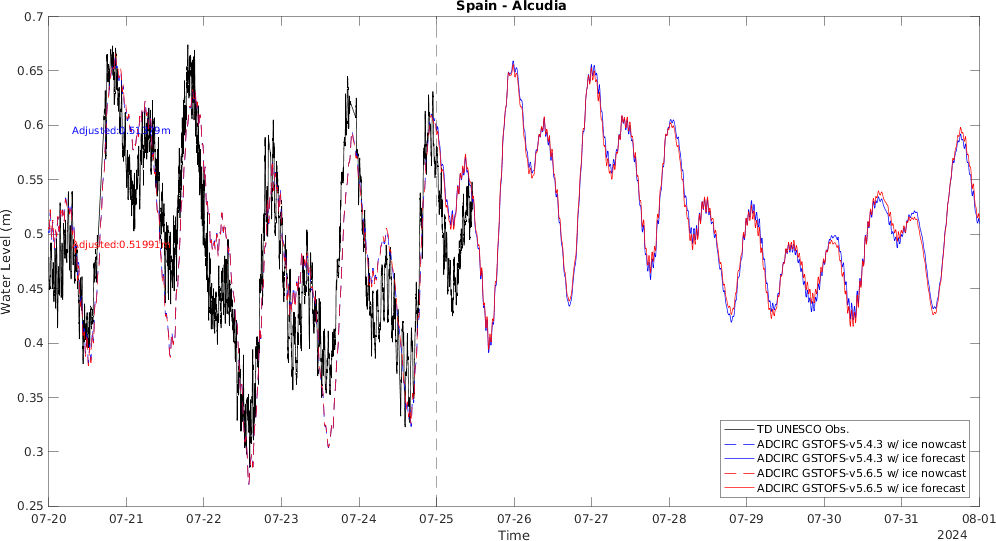 Spain - Alcudia
Water Level (m)
0.7
0.65
0.6
0.55
0.5
0.45
0.4
0.35
0.3
0.25
Adjusted:0.51991m
TD UNESCO Obs.
ADCIRC GSTOFS-v5.4.3 w/ ice nowcast
ADCIRC GSTOFS-v5.4.3 w/ ice forecast
ADCIRC GSTOFS-v5.6.5 w/ ice nowcast
ADCIRC GSTOFS-v5.6.5 w/ ice forecast
07-20 07-21 07-22 07-23 07-24 07-25 07-26 07-27 07-28 07-29 07-30 07-31 08-01
Time
2024